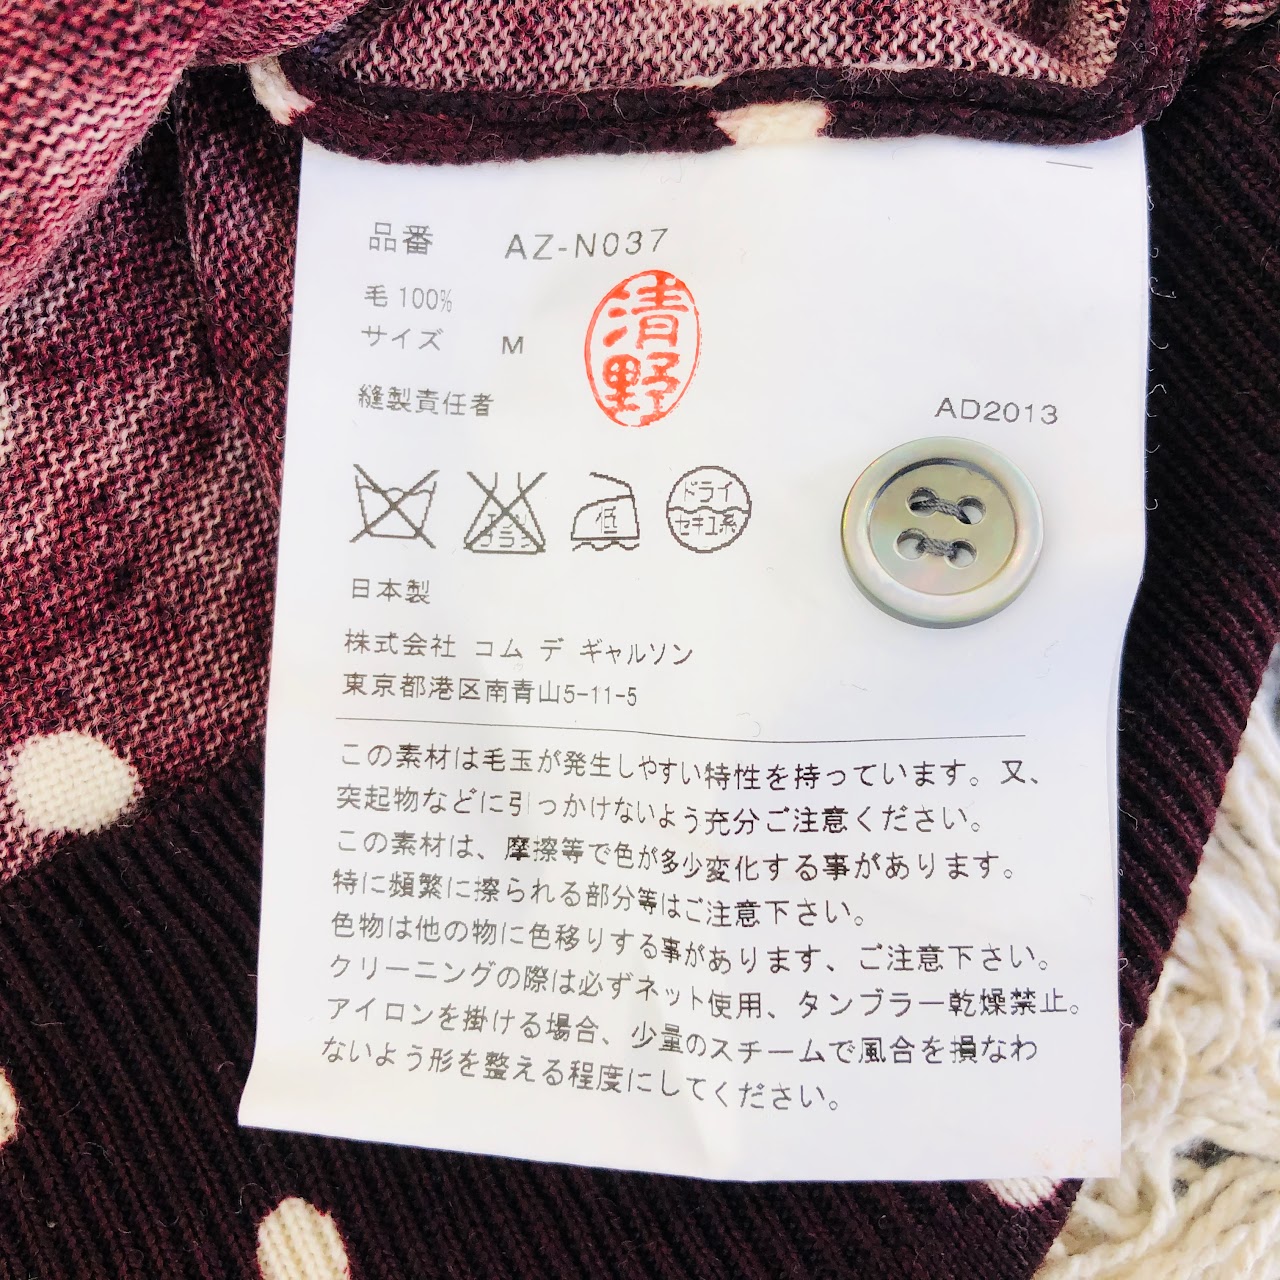 品番 AZ-N037
毛 100%
サイズ M
清野
縫製責任者
AD2013
エンソ
サラシ
低
ドライ
セキユ系
日本製
株式会社 コム デ ギャルソン
東京都港区南青山5-11-5
この素材は毛玉が発生しやすい特性を持っています。又、
突起物などに引っかけないよう充分ご注意ください。
この素材は、摩擦等で色が多少変化する事があります。
特に頻繁に擦られる部分等はご注意下さい。
色物は他の物に色移りする事があります、ご注意下さい。
クリーニングの際は必ずネット使用、タンブラー乾燥禁止。
アイロンを掛ける場合、少量のスチームで風合を損なわ
ないよう形を整える程度にしてください。